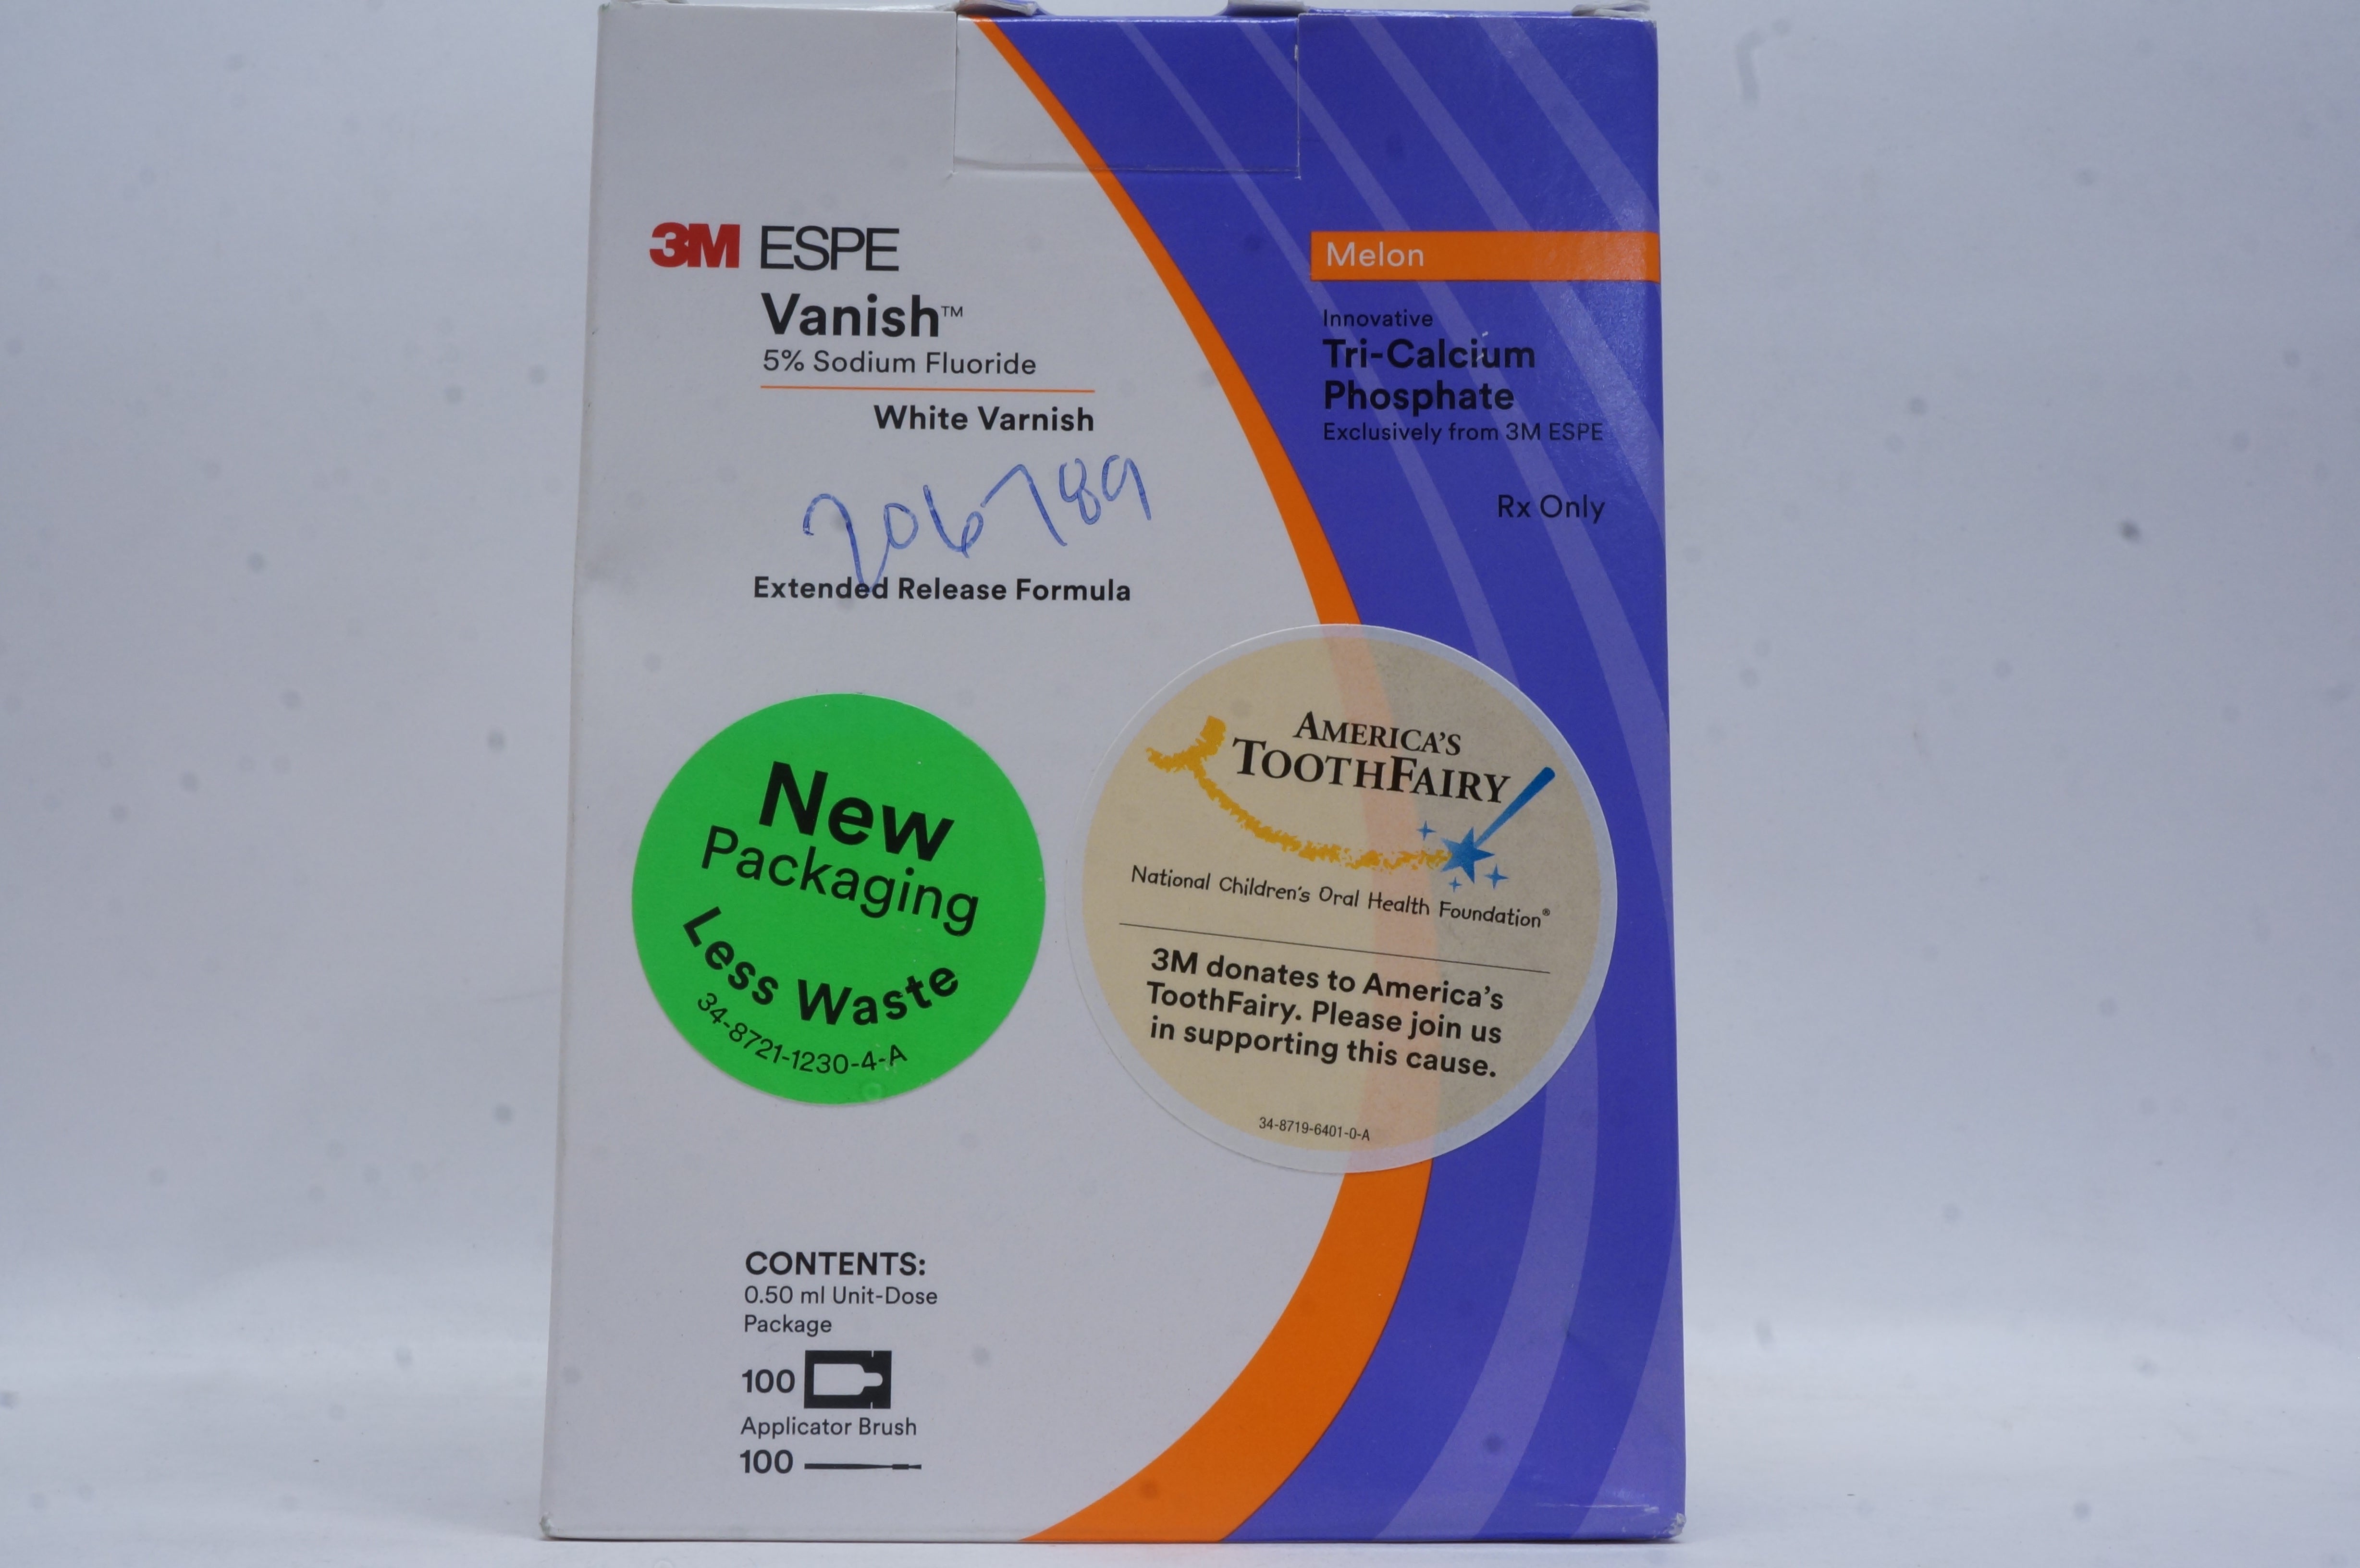 3M ESPE
Vanish™
5% Sodium Fluoride
White Varnish
206789
Extended Release Formula
Melon
Innovative
Tri-Calcium
Phosphate
Exclusively from 3M ESPE
Rx Only
New
Packaging
Less Waste
34-8721-1230-4-A
AMERICA'S
TOOTHFAIRY
National Children's Oral Health Foundation®
3M donates to America's
ToothFairy. Please join us
in supporting this cause.
34-8719-6401-0-A
CONTENTS:
0.50 ml Unit-Dose
Package
100
Applicator Brush
100